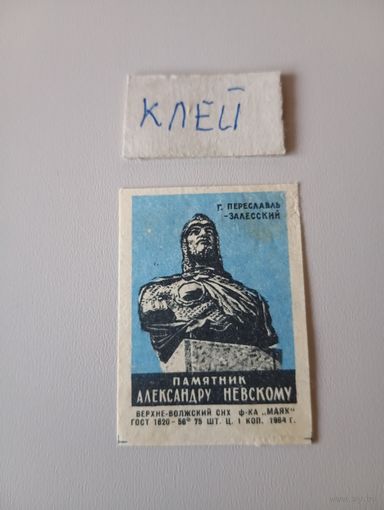 КЛЕЙ
г. ПЕРЕСЛАВЛЬ
-ЗАЛЕССКИЙ
ПАМЯТНИК
АЛЕКСАНДРУ НЕВСКОМУ
ВЕРХНЕ-ВОЛЖСКИЙ СНХ Ф-КА „МАЯК"
ГОСТ 1820-56° 75 ШТ. Ц. 1 КОП. 1964 г.